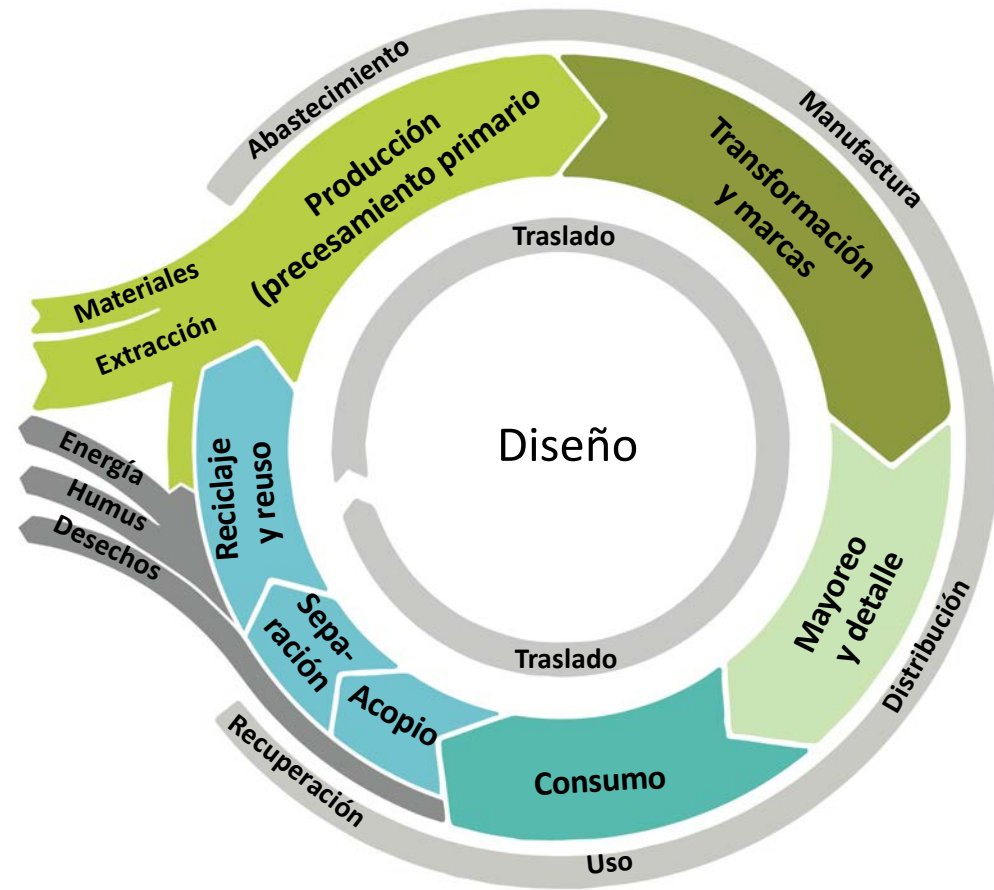 Abastecimiento
Manufactura
Producción
(precesamiento primario
Transformación
y marcas
Traslado
Materiales
Extracción
Energía
Humus
Desechos
Reciclaje
y reuso
Diseño
Mayoreo
y detalle
Sepa-
ración
Acopio
Traslado
Distribución
Recuperación
Consumo
Uso